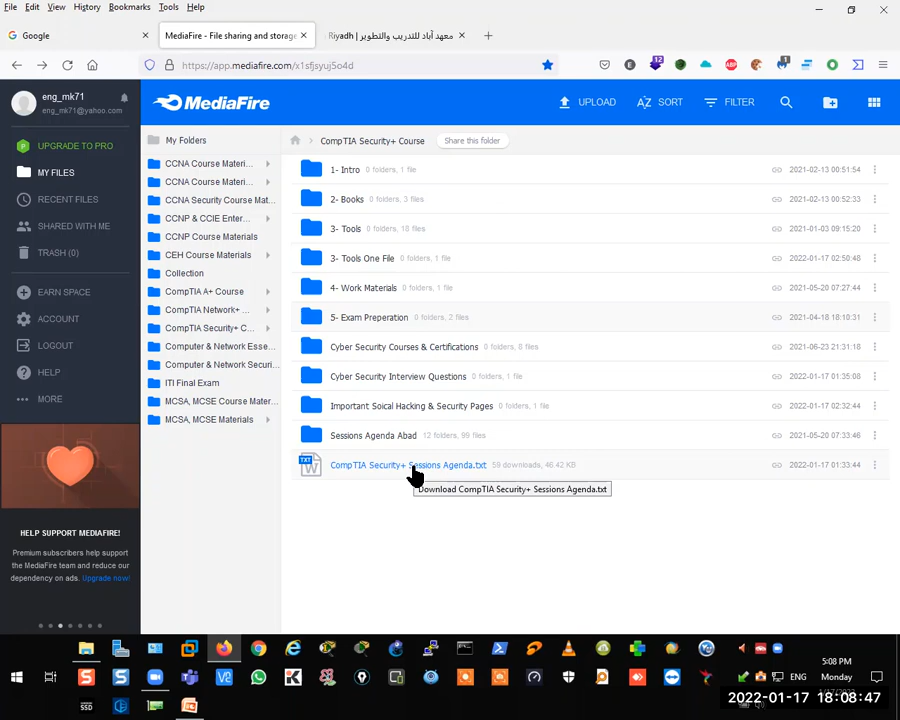 File Edit View History Bookmarks Tools Help
Google
MediaFire - File sharing and storage
معهد آباد للتدريب والتطوير | Riyadh
https://app.mediafire.com/x1sfjsyuj5o4d
eng_mk71
eng_mk71@yahoo.com
MediaFire
UPLOAD SORT FILTER
UPGRADE TO PRO
MY FILES
RECENT FILES
SHARED WITH ME
TRASH (0)
EARN SPACE
ACCOUNT
LOGOUT
HELP
MORE
HELP SUPPORT MEDIAFIRE!
Premium subscribers help support
the MediaFire team and reduce our
dependency on ads. Upgrade now!
My Folders
CCNA Course Materi...
CCNA Course Materi...
CCNA Security Course Mat...
CCNP & CCIE Enter...
CCNP Course Materials
CEH Course Materials
Collection
CompTIA A+ Course
CompTIA Network+ ...
CompTIA Security+ C...
Computer & Network Esse...
Computer & Network Securi...
ITI Final Exam
MCSA, MCSE Course Mater...
MCSA, MCSE Materials
CompTIA Security+ Course Share this folder
1- Intro 0 folders, 1 file 2021-02-13 00:51:54
2- Books 0 folders, 3 files 2021-02-13 00:52:33
3- Tools 0 folders, 18 files 2021-01-03 09:15:20
3- Tools One File 0 folders, 1 file 2022-01-17 02:50:48
4- Work Materials 0 folders, 1 file 2021-05-20 07:27:44
5- Exam Preperation 0 folders, 2 files 2021-04-18 18:10:31
Cyber Security Courses & Certifications 0 folders, 6 files 2021-06-23 21:31:18
Cyber Security Interview Questions 0 folders, 1 file 2022-01-17 01:35:08
Important Soical Hacking & Security Pages 0 folders, 1 file 2022-01-17 02:32:44
Sessions Agenda Abad 12 folders, 99 files 2021-05-20 07:33:46
TXT CompTIA Security+ Sessions Agenda.txt 59 downloads, 46.42 KB 2022-01-17 01:33:44
Download CompTIA Security+ Sessions Agenda.txt
5:08 PM
ENG Monday
2022-01-17 18:08:47